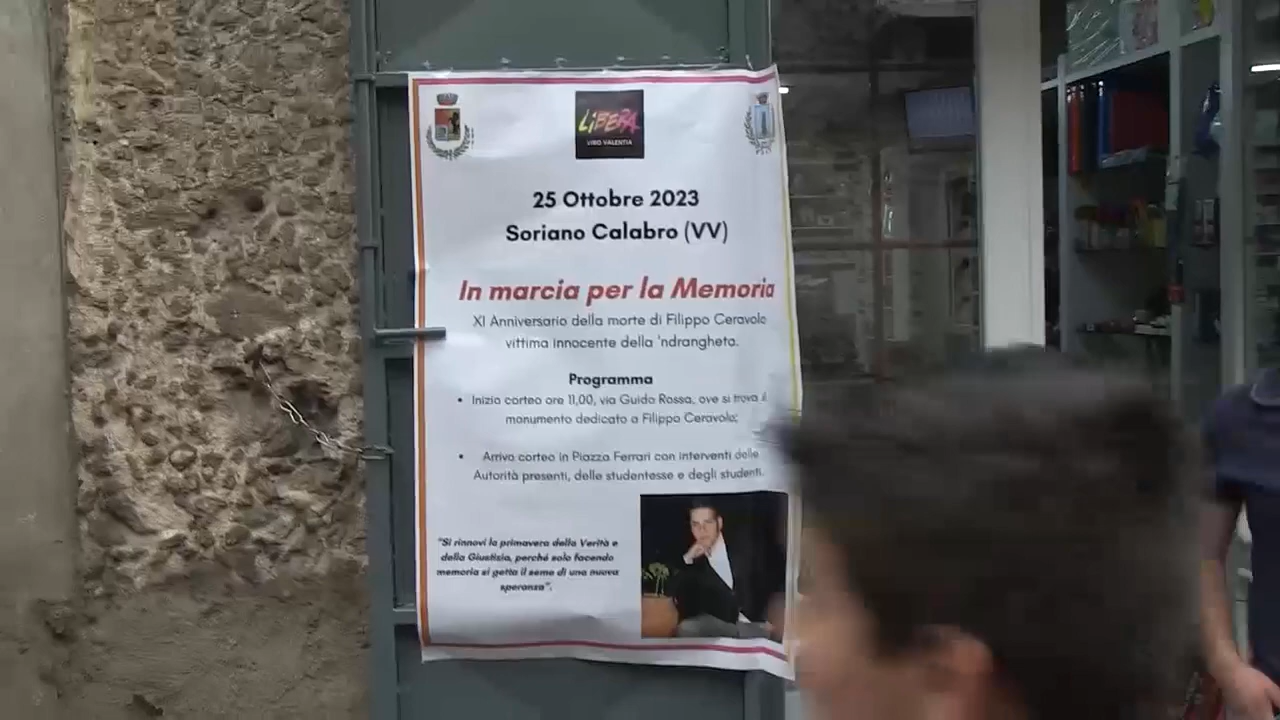 LiBERA
VIBO VALENTIA
25 Ottobre 2023
Soriano Calabro (VV)
In marcia per la Memoria
XI Anniversario della morte di Filippo Ceravolo
vittima innocente della 'ndrangheta.
Programma
• Inizio corteo ore 11,00, via Guido Rossa, ove si trova il
monumento dedicato a Filippo Ceravolo;
• Arrivo corteo in Piazza Ferrari con interventi delle
Autorità presenti, delle studentesse e degli studenti.
"Si rinnovi la primavera della Verità e
della Giustizia, perché solo facendo
memoria si getta il seme di una nuova
speranza".